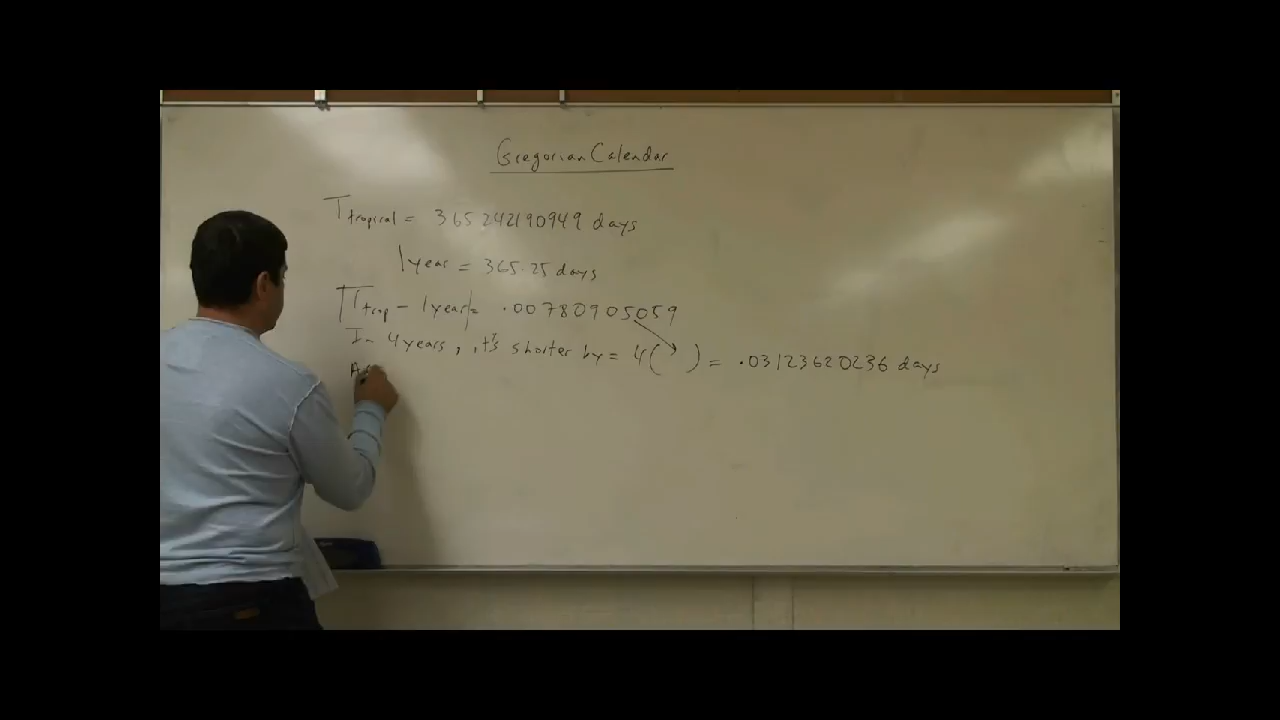 Gregorian Calendar
T tropical = 365 242190949 days
1 year = 365.25 days
|T trop - 1 year| = .00780905059
In 4 years, it's shorter by = 4( ) = .03123620236 days